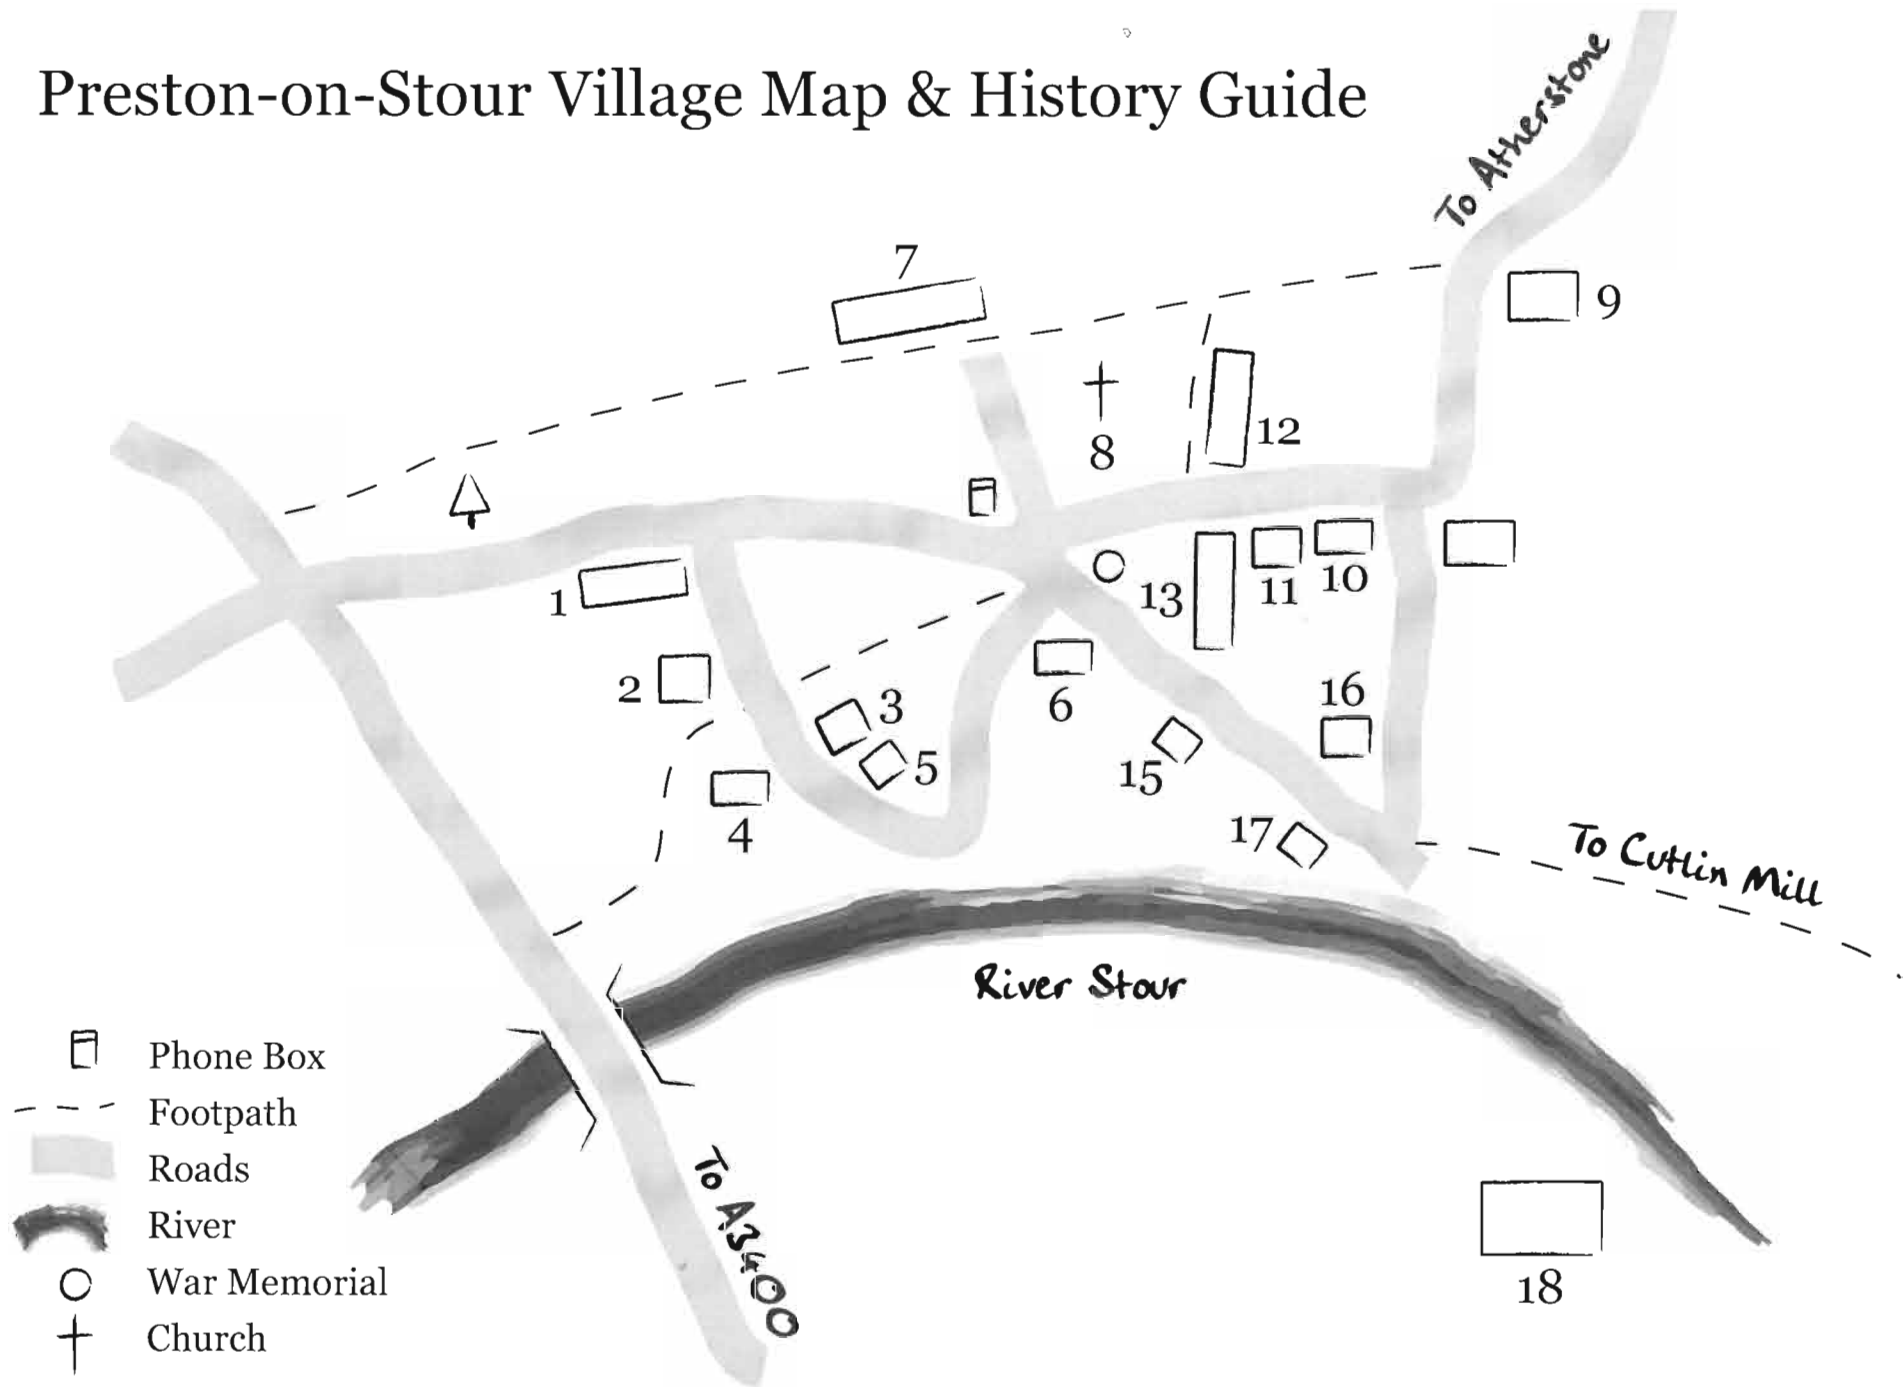 Preston-on-Stour Village Map & History Guide
To Atherstone
7
9
8
12
1
13
11
10
2
3
6
16
5
15
4
17
To Cutlin Mill
River Stour
To A3400
18
Phone Box
Footpath
Roads
River
War Memorial
Church